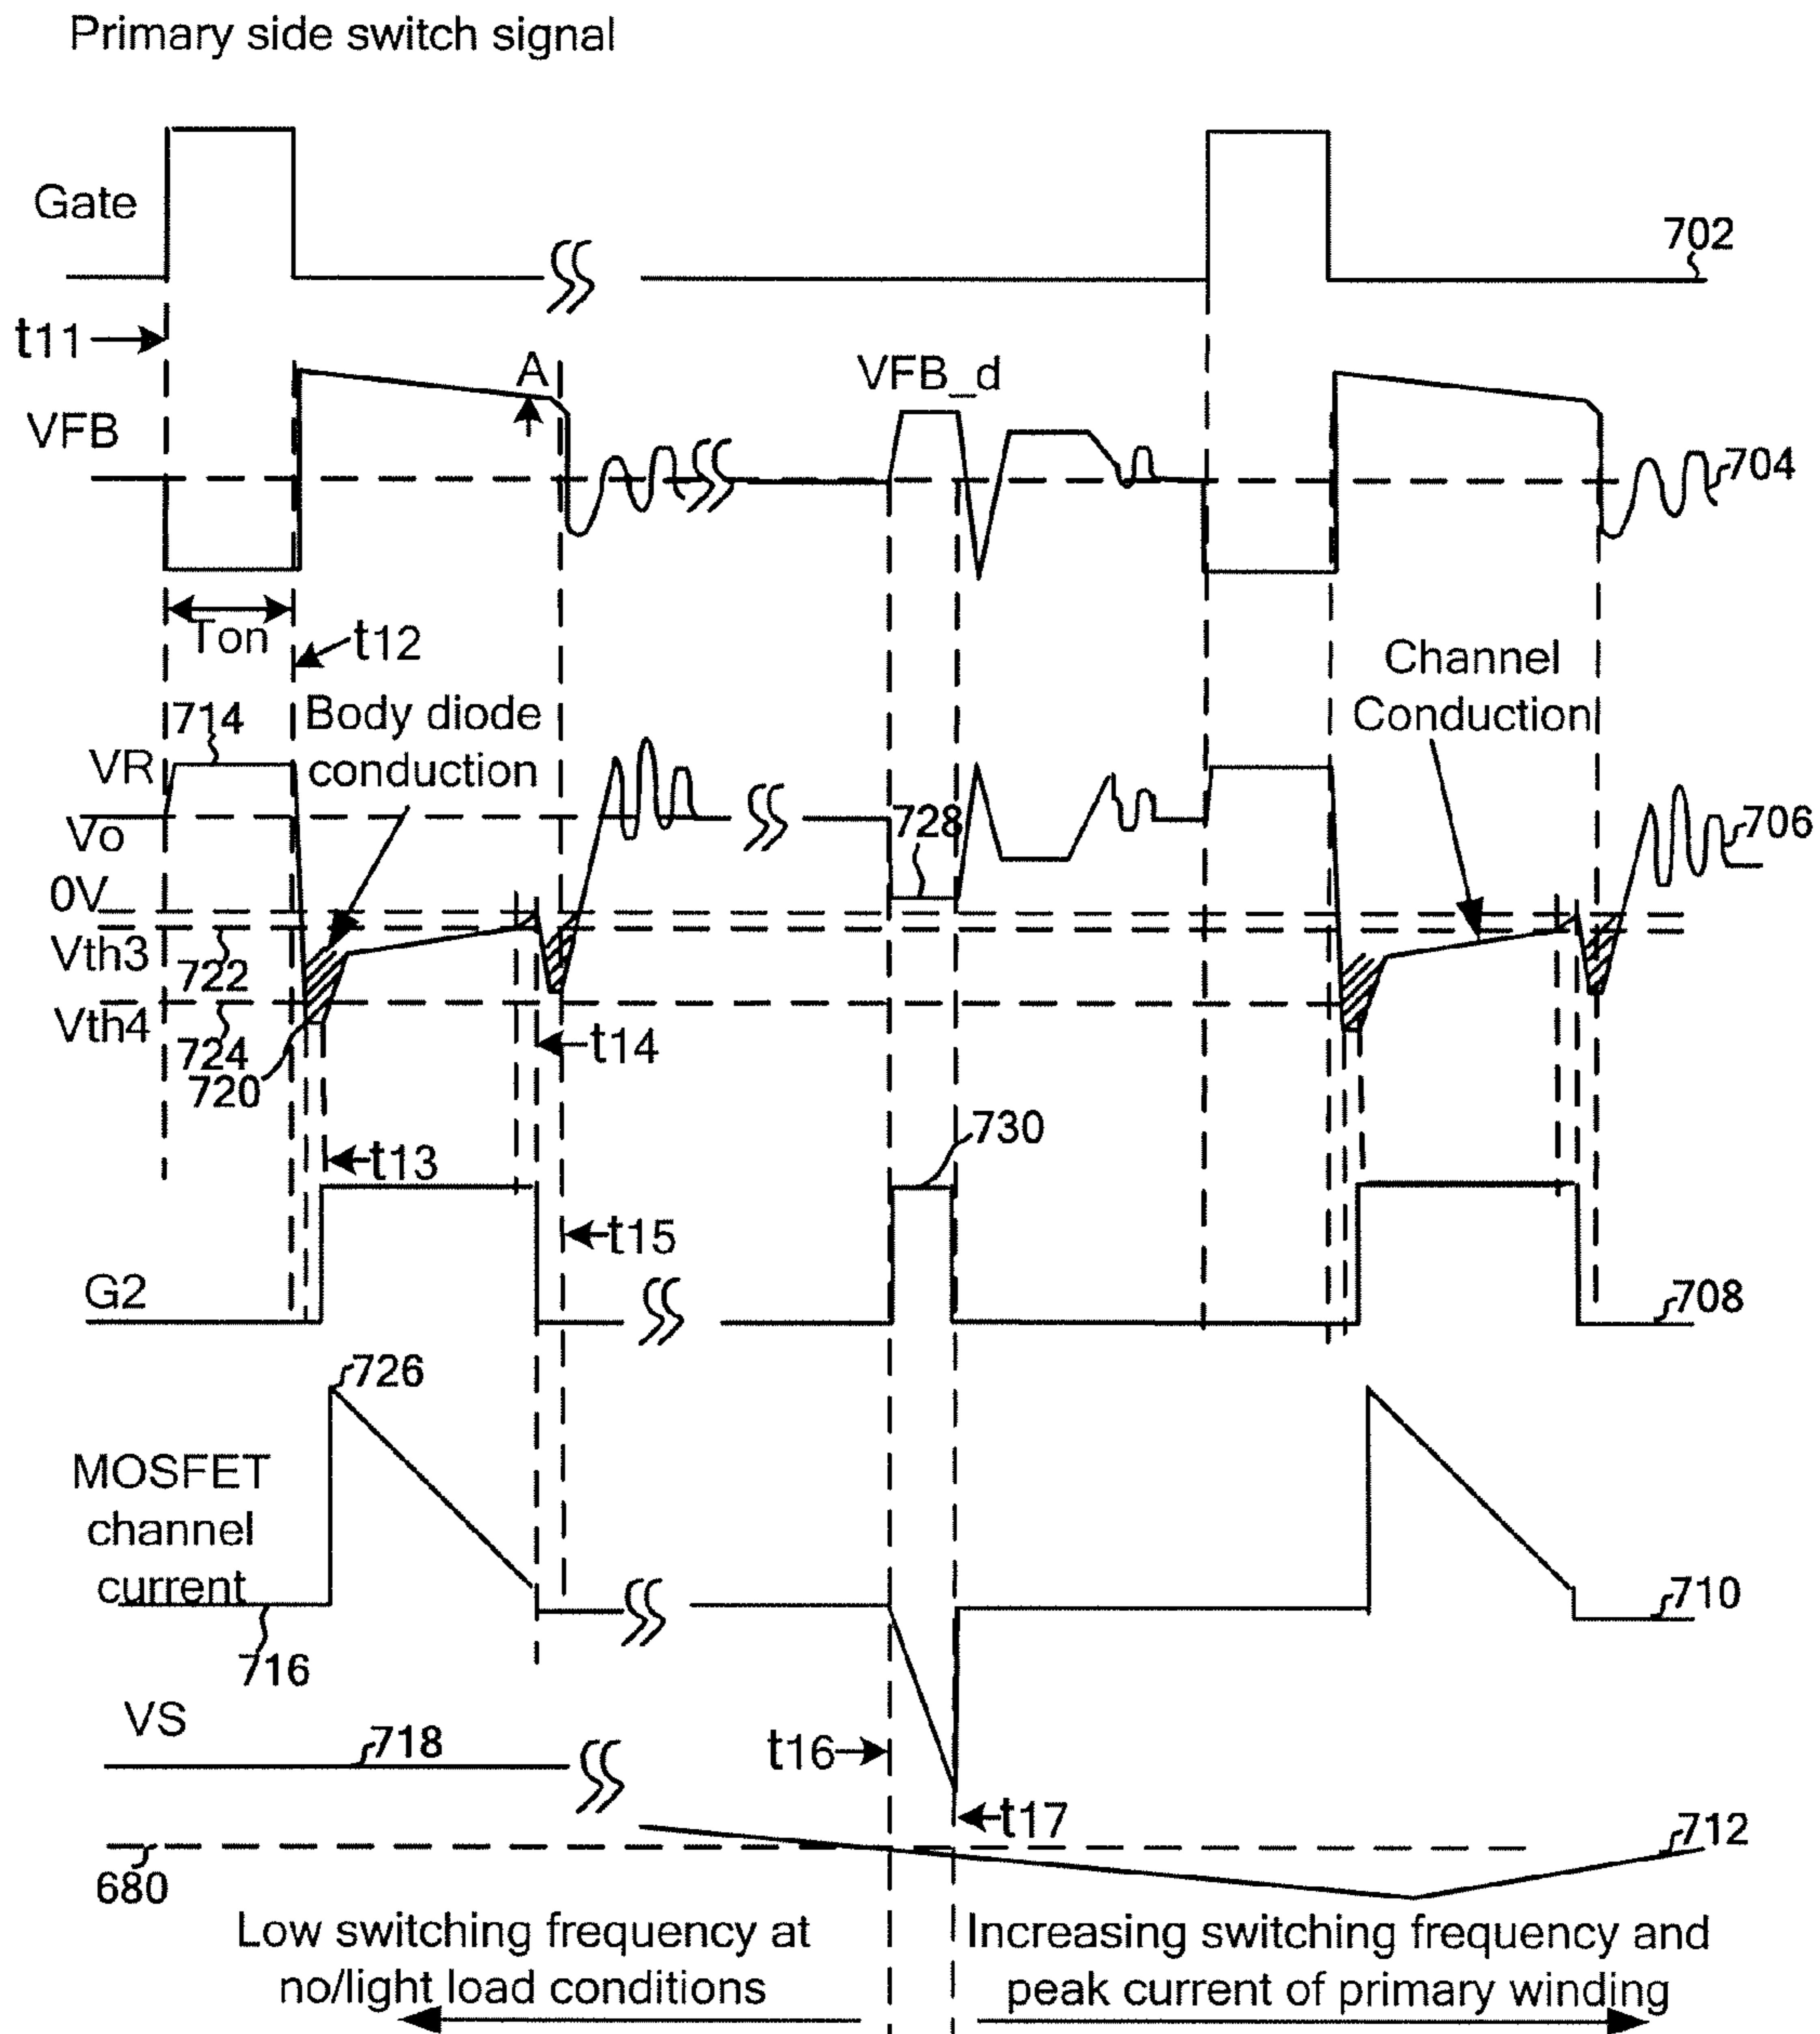 Primary side switch signal
Gate
702
t11
A
VFB_d
VFB
704
Ton
t12
Channel
Conduction
714
Body diode
conduction
VR
728
706
Vo
0V
Vth3
722
Vth4
724
720
t14
730
t13
t15
G2
708
726
MOSFET
channel
current
710
716
VS
718
t16
t17
712
680
Low switching frequency at
no/light load conditions
Increasing switching frequency and
peak current of primary winding